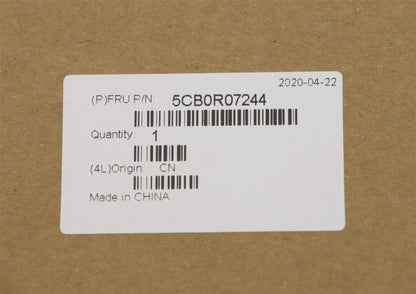 2020-04-22
(P)FRU P/N: 5CB0R07244
Quantity: 1
(4L)Origin: CN
Made in CHINA